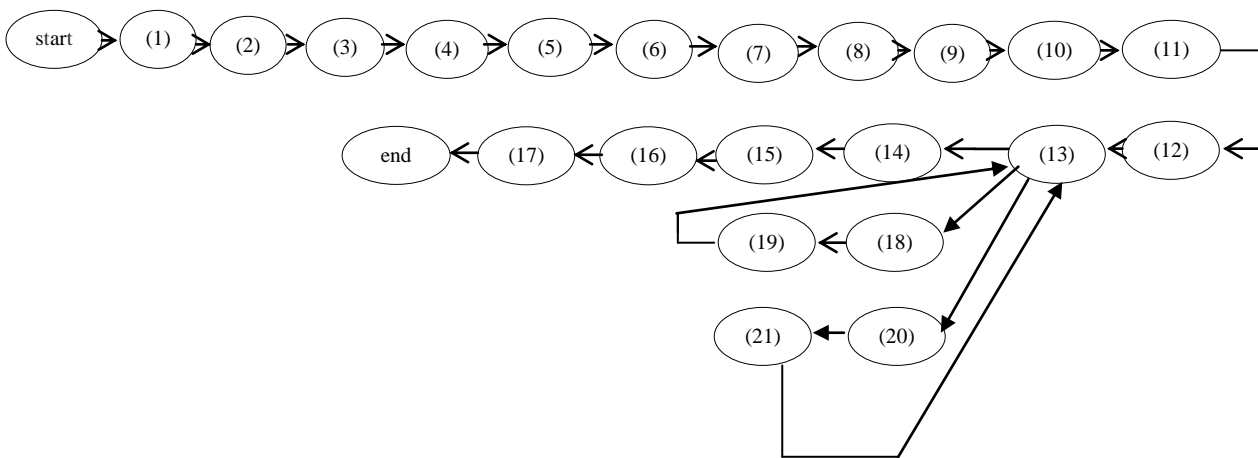 start (1) (2) (3) (4) (5) (6) (7) (8) (9) (10) (11)
end (17) (16) (15) (14) (13) (12)
(19) (18)
(21) (20)